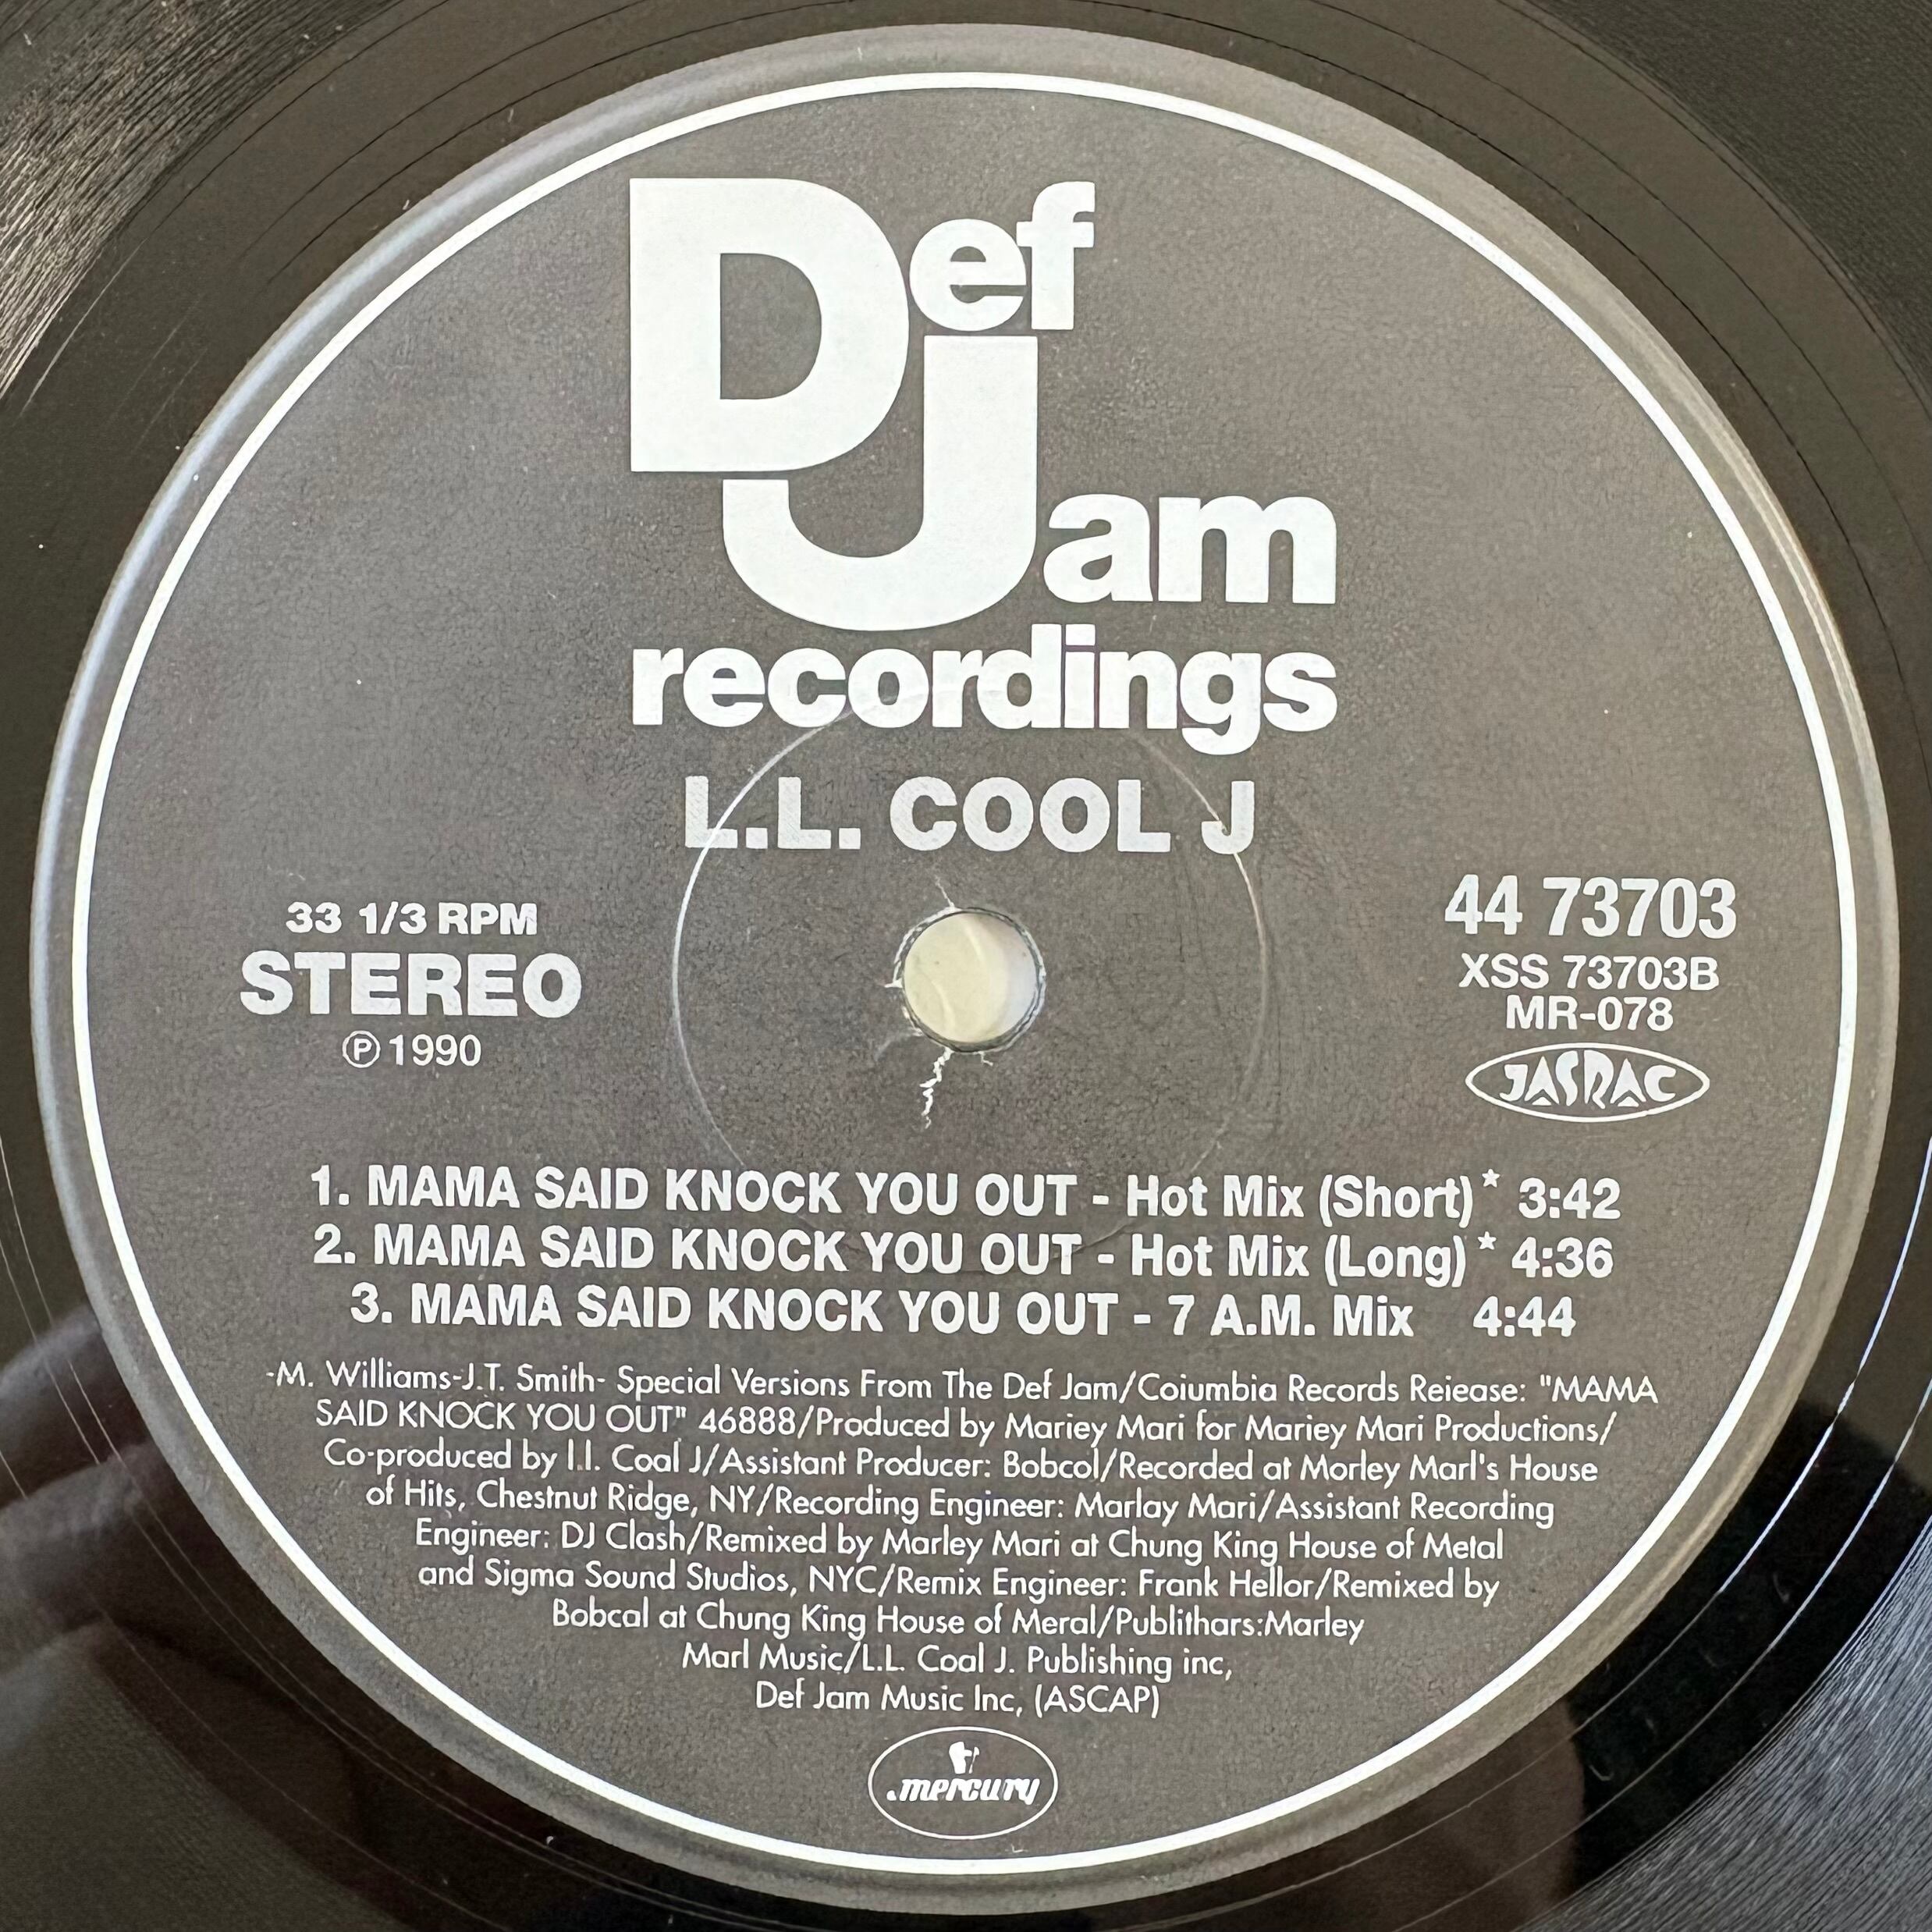 Def
Jam
recordings
L.L. COOL J
33 1/3 RPM
STEREO
℗ 1990
44 73703
XSS 73703B
MR-078
JASRAC
1. MAMA SAID KNOCK YOU OUT - Hot Mix (Short)* 3:42
2. MAMA SAID KNOCK YOU OUT - Hot Mix (Long)* 4:36
3. MAMA SAID KNOCK YOU OUT - 7 A.M. Mix 4:44
-M. Williams-J.T. Smith- Special Versions From The Def Jam/Coiumbia Records Reiease: "MAMA
SAID KNOCK YOU OUT" 46888/Produced by Mariey Mari for Mariey Mari Productions/
Co-produced by l.l. Coal J/Assistant Producer: Bobcol/Recorded at Morley Marl's House
of Hits, Chestnut Ridge, NY/Recording Engineer: Marlay Mari/Assistant Recording
Engineer: DJ Clash/Remixed by Marley Mari at Chung King House of Metal
and Sigma Sound Studios, NYC/Remix Engineer: Frank Hellor/Remixed by
Bobcal at Chung King House of Meral/Publithars:Marley
Marl Music/L.L. Coal J. Publishing inc,
Def Jam Music Inc, (ASCAP)
mercury